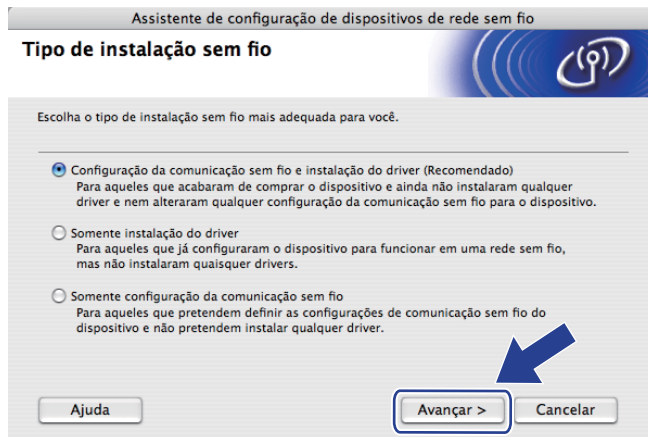 Assistente de configuração de dispositivos de rede sem fio
Tipo de instalação sem fio
Escolha o tipo de instalação sem fio mais adequada para você.
Configuração da comunicação sem fio e instalação do driver (Recomendado)
Para aqueles que acabaram de comprar o dispositivo e ainda não instalaram qualquer
driver e nem alteraram qualquer configuração da comunicação sem fio para o dispositivo.
Somente instalação do driver
Para aqueles que já configuraram o dispositivo para funcionar em uma rede sem fio,
mas não instalaram quaisquer drivers.
Somente configuração da comunicação sem fio
Para aqueles que pretendem definir as configurações de comunicação sem fio do
dispositivo e não pretendem instalar qualquer driver.
Ajuda
Avançar >
Cancelar